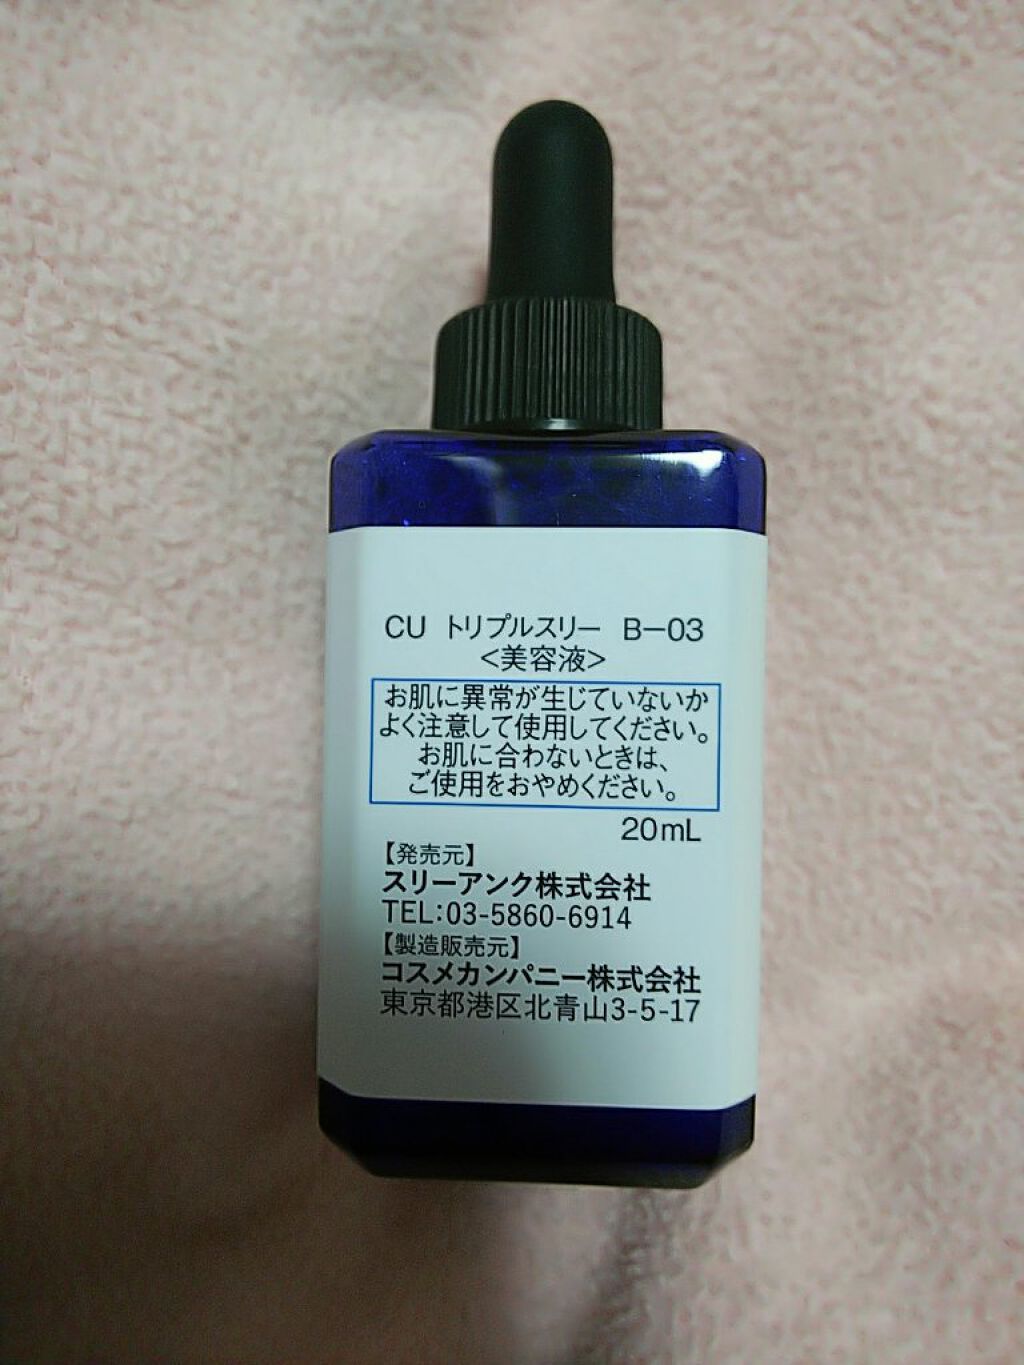 CU トリプルスリー B−03
<美容液>
お肌に異常が生じていないか
よく注意して使用してください。
お肌に合わないときは、
ご使用をおやめください。
20mL
【発売元】
スリーアンク株式会社
TEL:03-5860-6914
【製造販売元】
コスメカンパニー株式会社
東京都港区北青山3-5-17